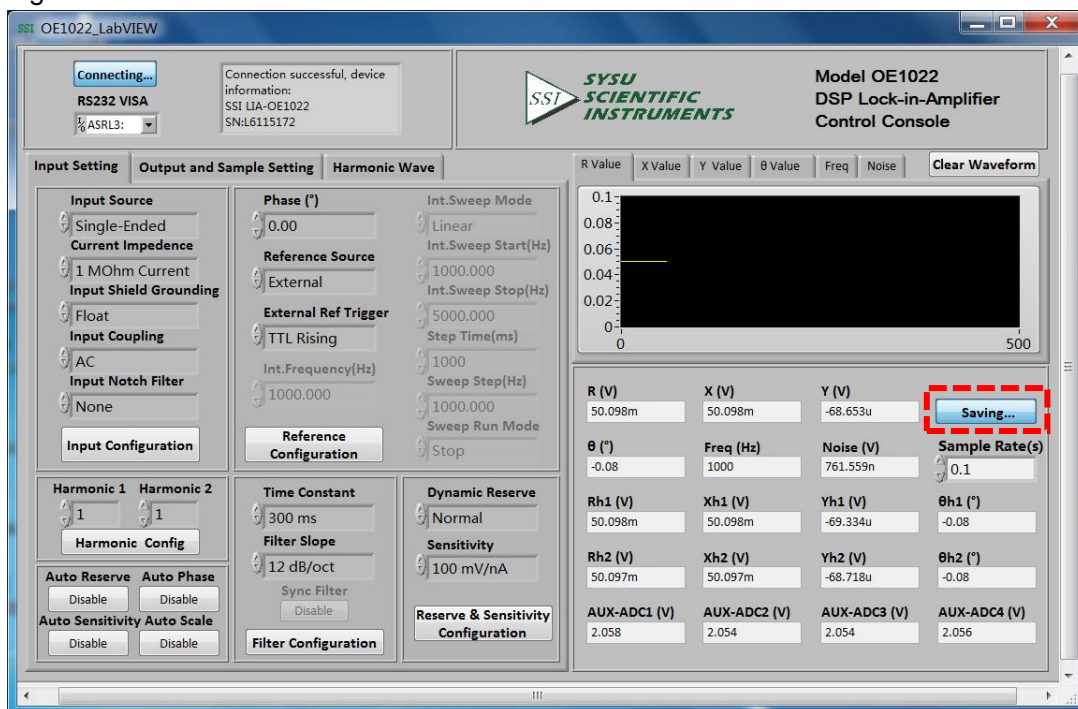 SSI OE1022_LabVIEW
Connecting...
RS232 VISA
ASRL3:
Connection successful, device
information:
SSI LIA-OE1022
SN:L6115172
SSI
SYSU
SCIENTIFIC
INSTRUMENTS
Model OE1022
DSP Lock-in-Amplifier
Control Console
Input Setting
Output and Sample Setting
Harmonic Wave
Input Source
Single-Ended
Current Impedence
1 MOhm Current
Input Shield Grounding
Float
Input Coupling
AC
Input Notch Filter
None
Input Configuration
Phase (°)
0.00
Reference Source
External
External Ref Trigger
TTL Rising
Int.Frequency(Hz)
1000.000
Reference
Configuration
Int.Sweep Mode
Linear
Int.Sweep Start(Hz)
1000.000
Int.Sweep Stop(Hz)
5000.000
Step Time(ms)
1000
Sweep Step(Hz)
1000.000
Sweep Run Mode
Stop
Harmonic 1 Harmonic 2
1 1
Harmonic Config
Auto Reserve Auto Phase
Disable Disable
Auto Sensitivity Auto Scale
Disable Disable
Time Constant
300 ms
Filter Slope
12 dB/oct
Sync Filter
Disable
Filter Configuration
Dynamic Reserve
Normal
Sensitivity
100 mV/nA
Reserve & Sensitivity
Configuration
R Value X Value Y Value θ Value Freq Noise Clear Waveform
0.1
0.08
0.06
0.04
0.02
0
0 500
R (V) X (V) Y (V)
50.098m 50.098m -68.653u Saving...
θ (°) Freq (Hz) Noise (V) Sample Rate(s)
-0.08 1000 761.559n 0.1
Rh1 (V) Xh1 (V) Yh1 (V) θh1 (°)
50.098m 50.098m -69.334u -0.08
Rh2 (V) Xh2 (V) Yh2 (V) θh2 (°)
50.097m 50.097m -68.718u -0.08
AUX-ADC1 (V) AUX-ADC2 (V) AUX-ADC3 (V) AUX-ADC4 (V)
2.058 2.054 2.054 2.056